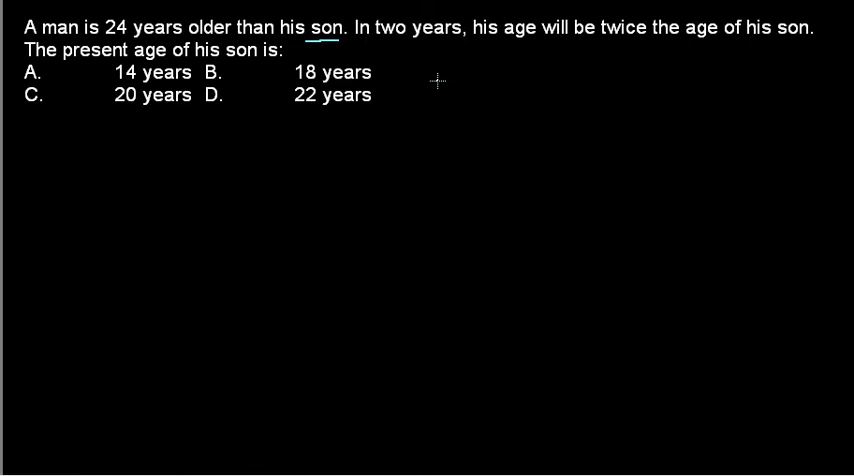 A man is 24 years older than his son. In two years, his age will be twice the age of his son.
The present age of his son is:
A. 14 years B. 18 years
C. 20 years D. 22 years